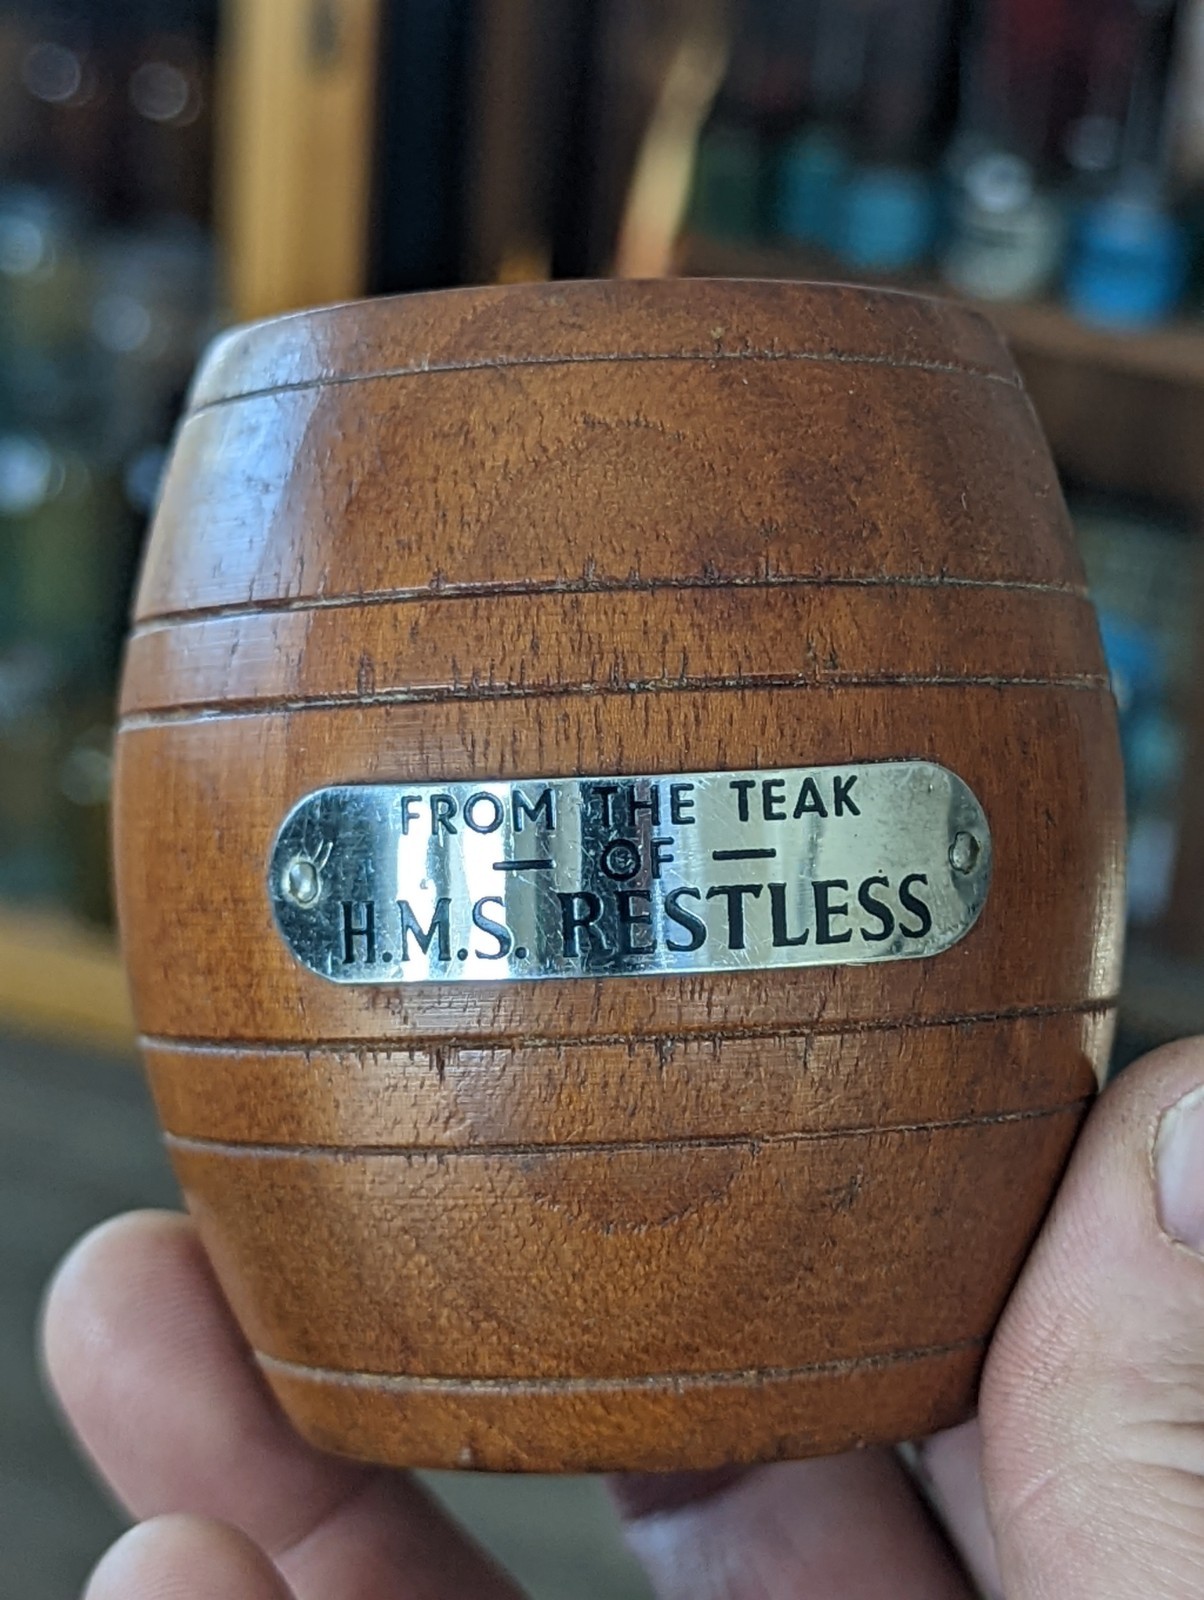 FROM THE TEAK
— OF —
H.M.S. RESTLESS